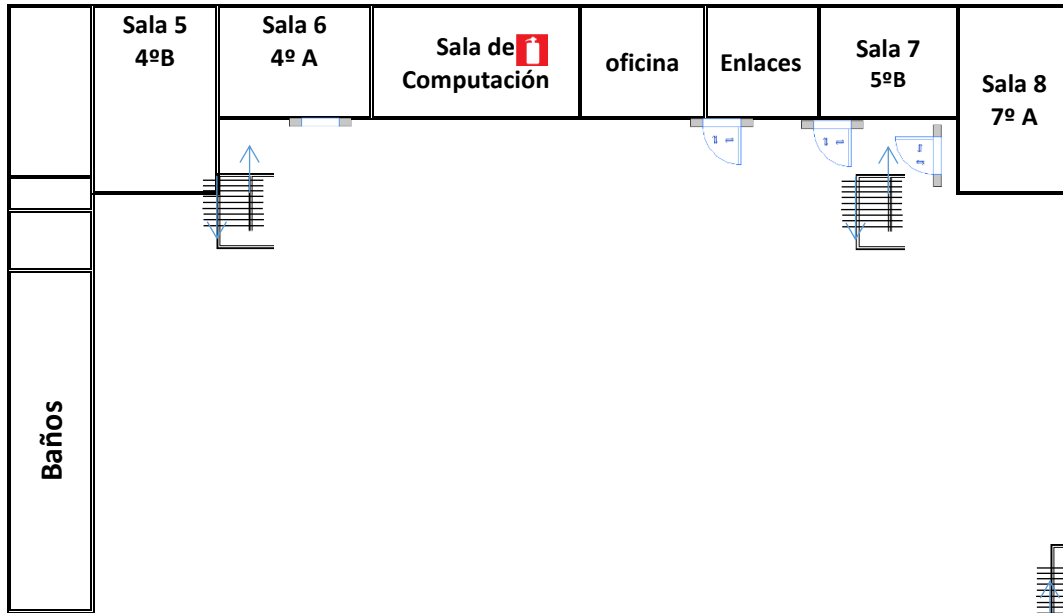 Sala 5
4ºB
Sala 6
4º A
Sala de
Computación
oficina
Enlaces
Sala 7
5ºB
Sala 8
7º A
Baños